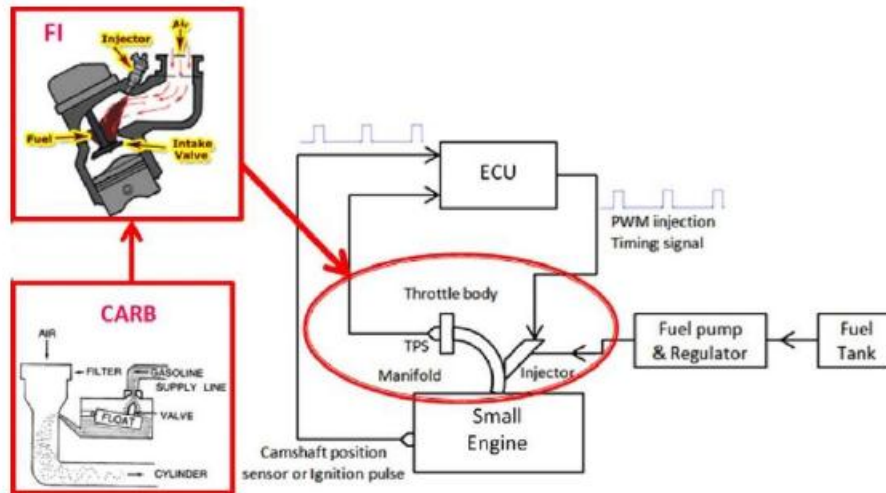 FI
Injector
Air
Fuel
Intake
Valve
CARB
AIR
FILTER
GASOLINE
SUPPLY LINE
VALVE
FLOAT
CYLINDER
ECU
PWM iinjection
Timing signal
Throttle body
TPS
Manifold
Injector
Fuel pump
& Regulator
Fuel
Tank
Small
Engine
Camshaft position
sensor or Ignition pulse